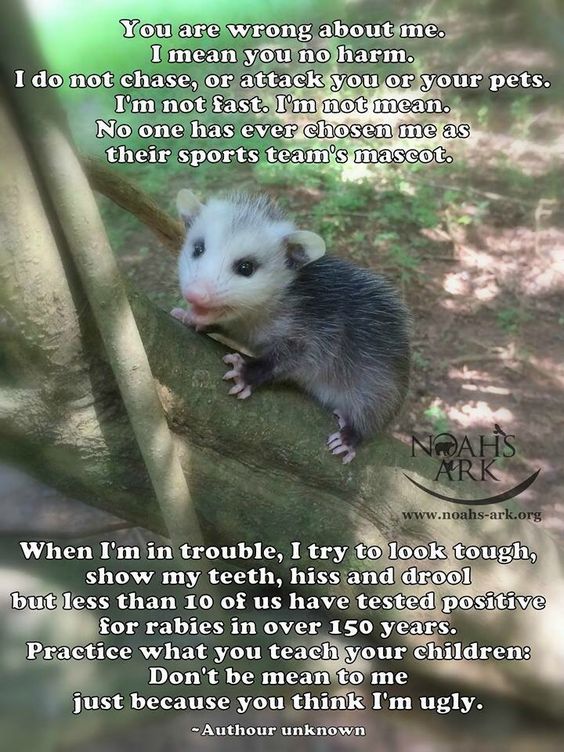 You are wrong about me.
I mean you no harm.
I do not chase, or attack you or your pets.
I'm not fast. I'm not mean.
No one has ever chosen me as
their sports team's mascot.
NOAH'S
ARK
www.noahs-ark.org
When I'm in trouble, I try to look tough,
show my teeth, hiss and drool
but less than 10 of us have tested positive
for rabies in over 150 years.
Practice what you teach your children:
Don't be mean to me
just because you think I'm ugly.
~Authour unknown